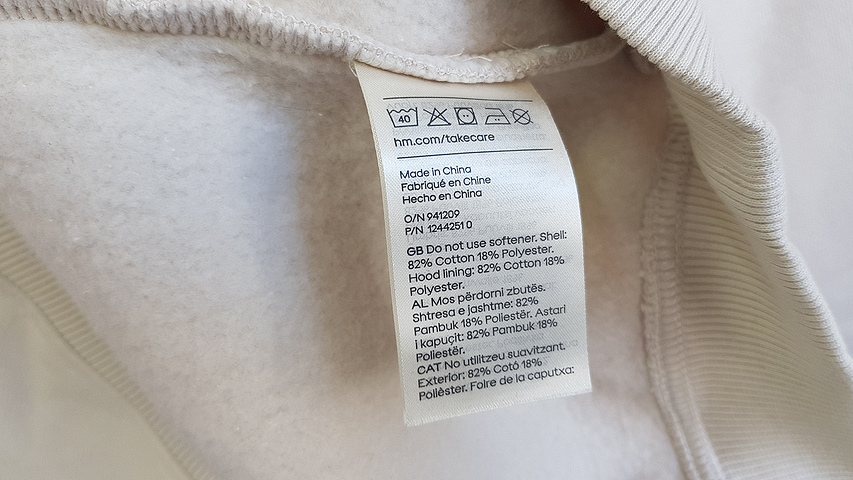 40
hm.com/takecare
Made in China
Fabriqué en Chine
Hecho en China
O/N 941209
P/N 1244251 0
GB Do not use softener. Shell:
82% Cotton 18% Polyester.
Hood lining: 82% Cotton 18%
Polyester.
AL Mos përdorni zbutës.
Shtresa e jashtme: 82%
Pambuk 18% Poliestër. Astari
i kapuçit: 82% Pambuk 18%
Poliestër.
CAT No utilitzeu suavitzant.
Exterior: 82% Cotó 18%
Polièster. Folre de la caputxa: